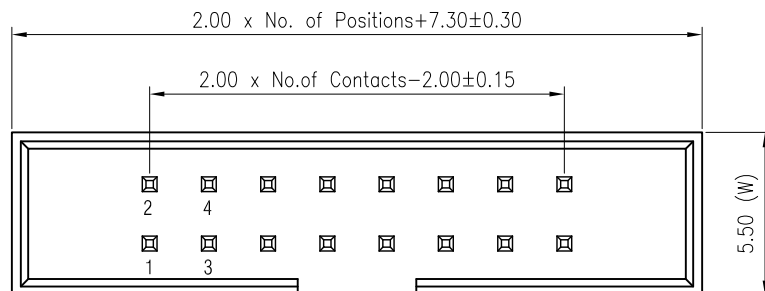 2.00 x No. of Positions+7.30±0.30
2.00 x No.of Contacts-2.00±0.15
2 4
1 3
5.50 (W)